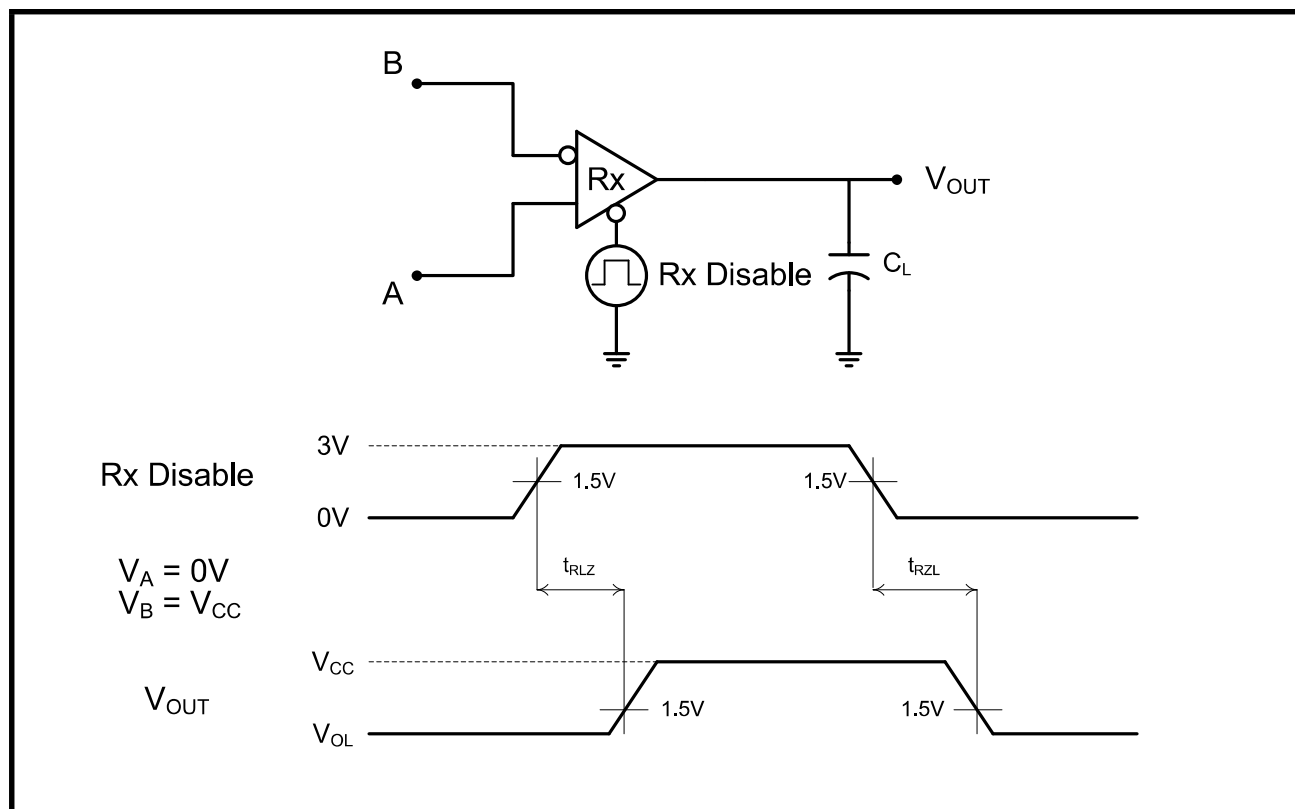 B
Rx
V_OUT
Rx Disable
C_L
A
3V
Rx Disable
1.5V
1.5V
0V
t_RLZ
t_RZL
V_A = 0V
V_B = V_CC
V_CC
V_OUT
1.5V
1.5V
V_OL